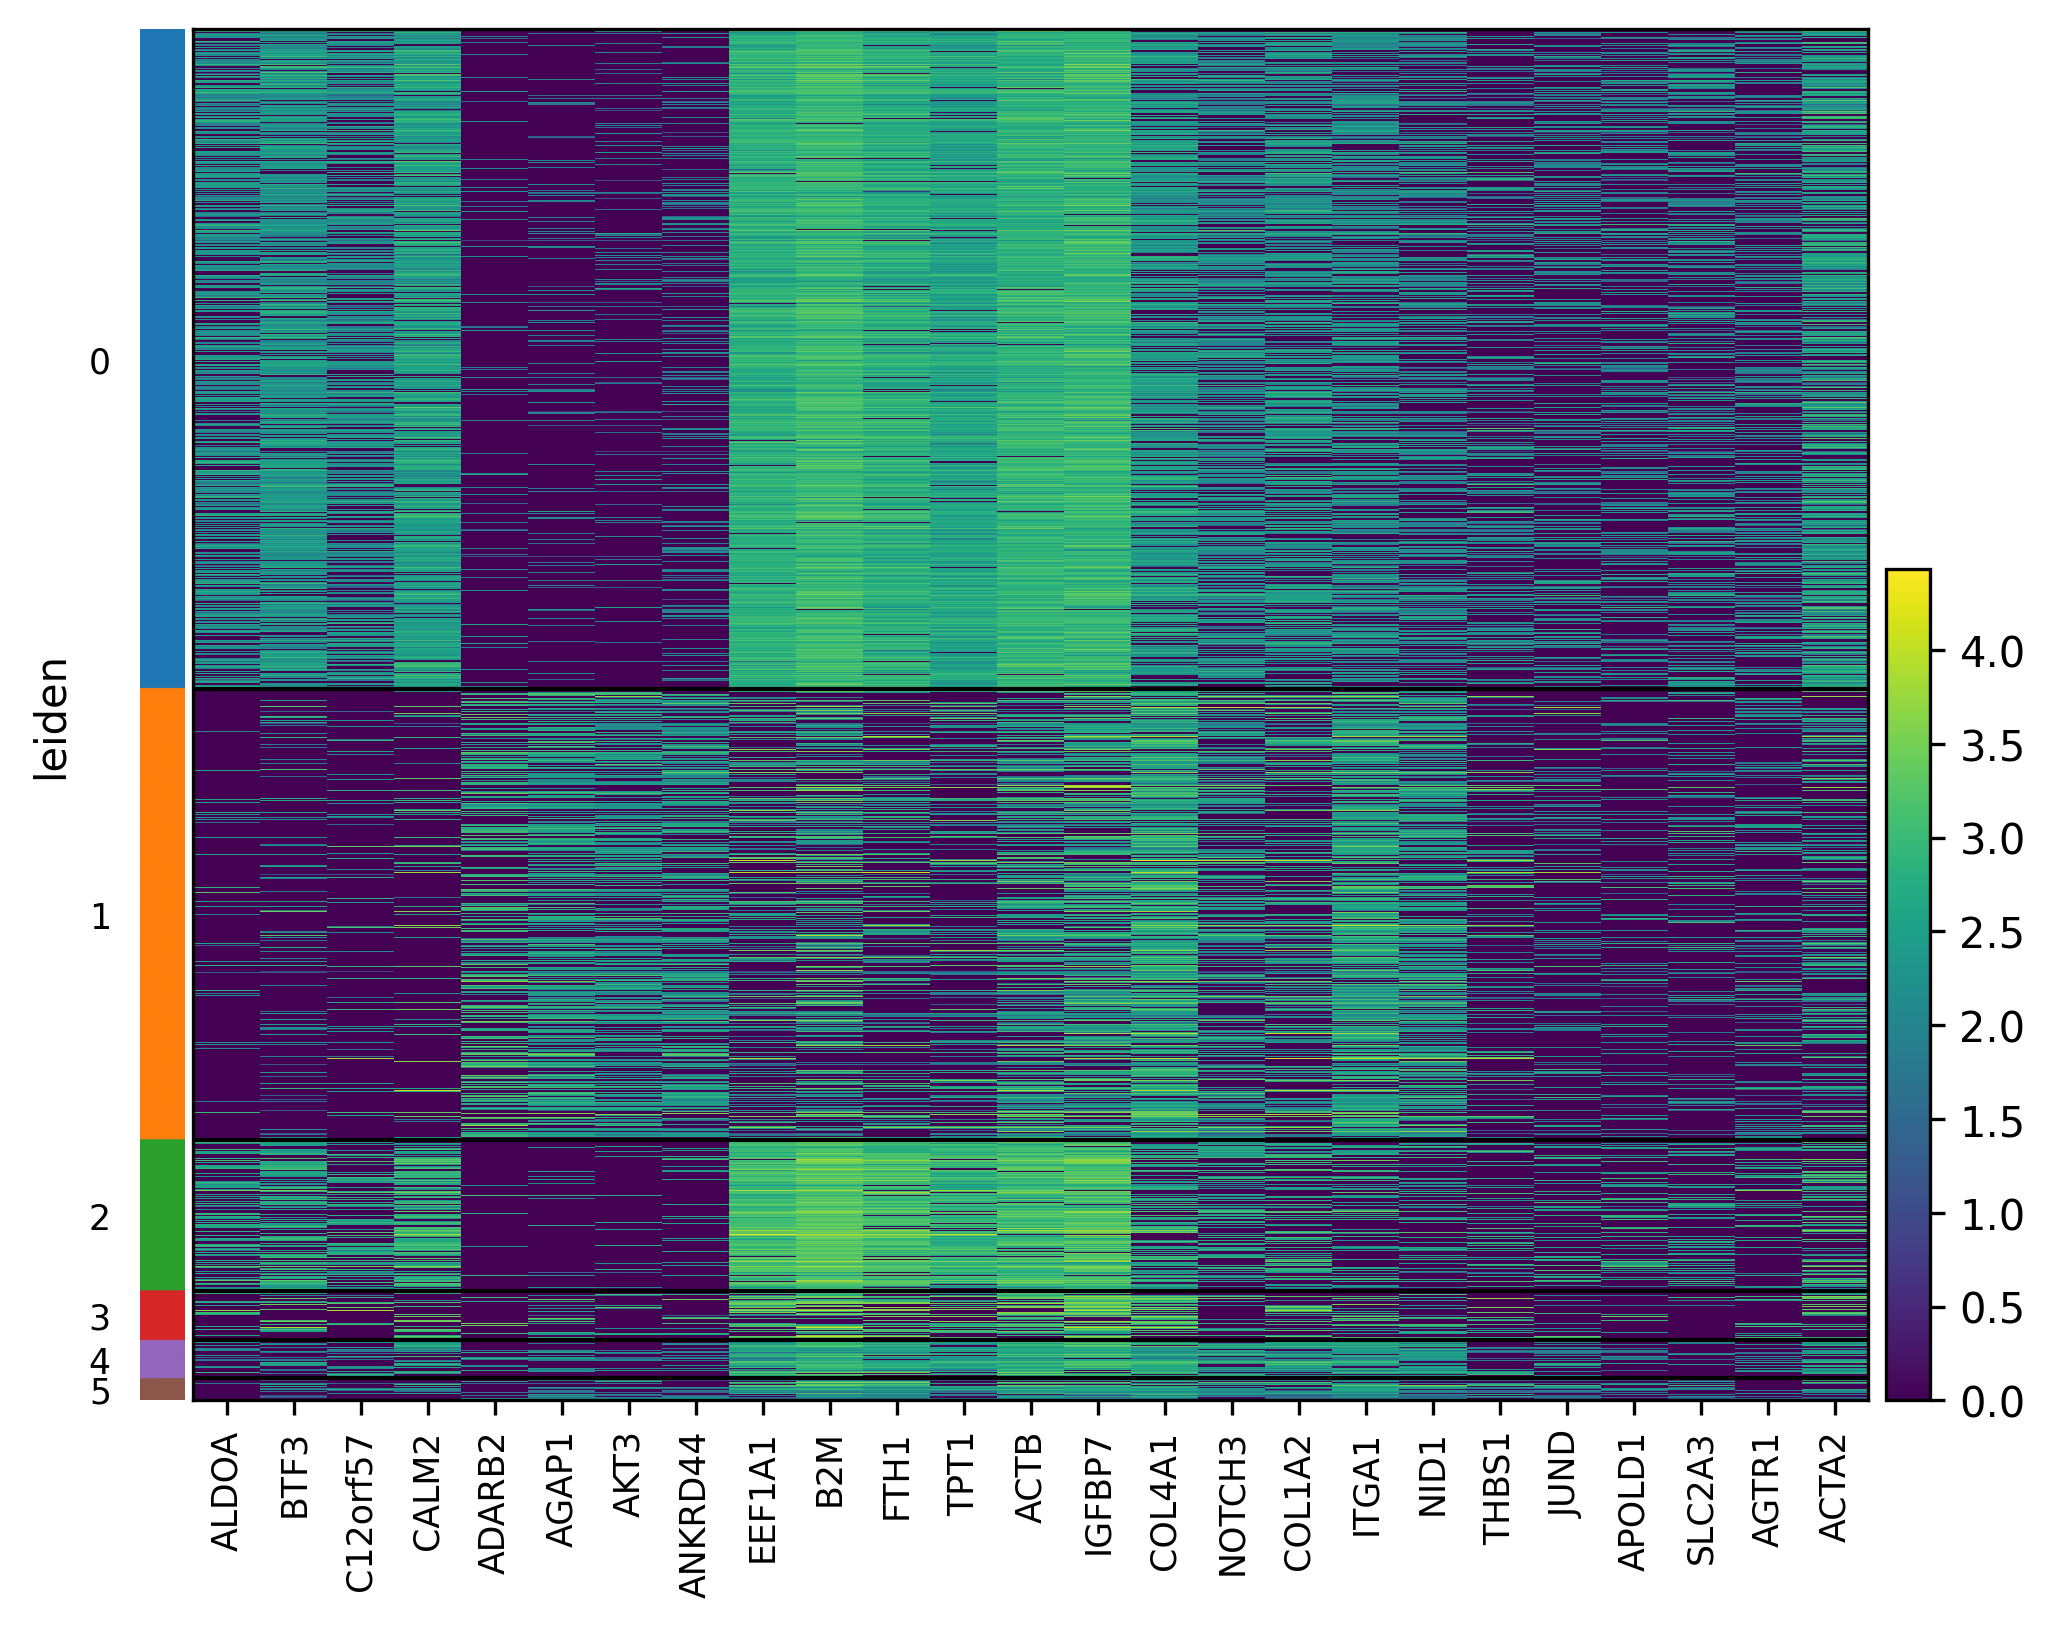 leiden
0
1
2
3
4
5
ALDOA
BTF3
C12orf57
CALM2
ADARB2
AGAP1
AKT3
ANKRD44
EEF1A1
B2M
FTH1
TPT1
ACTB
IGFBP7
COL4A1
NOTCH3
COL1A2
ITGA1
NID1
THBS1
JUND
APOLD1
SLC2A3
AGTR1
ACTA2
4.0
3.5
3.0
2.5
2.0
1.5
1.0
0.5
0.0